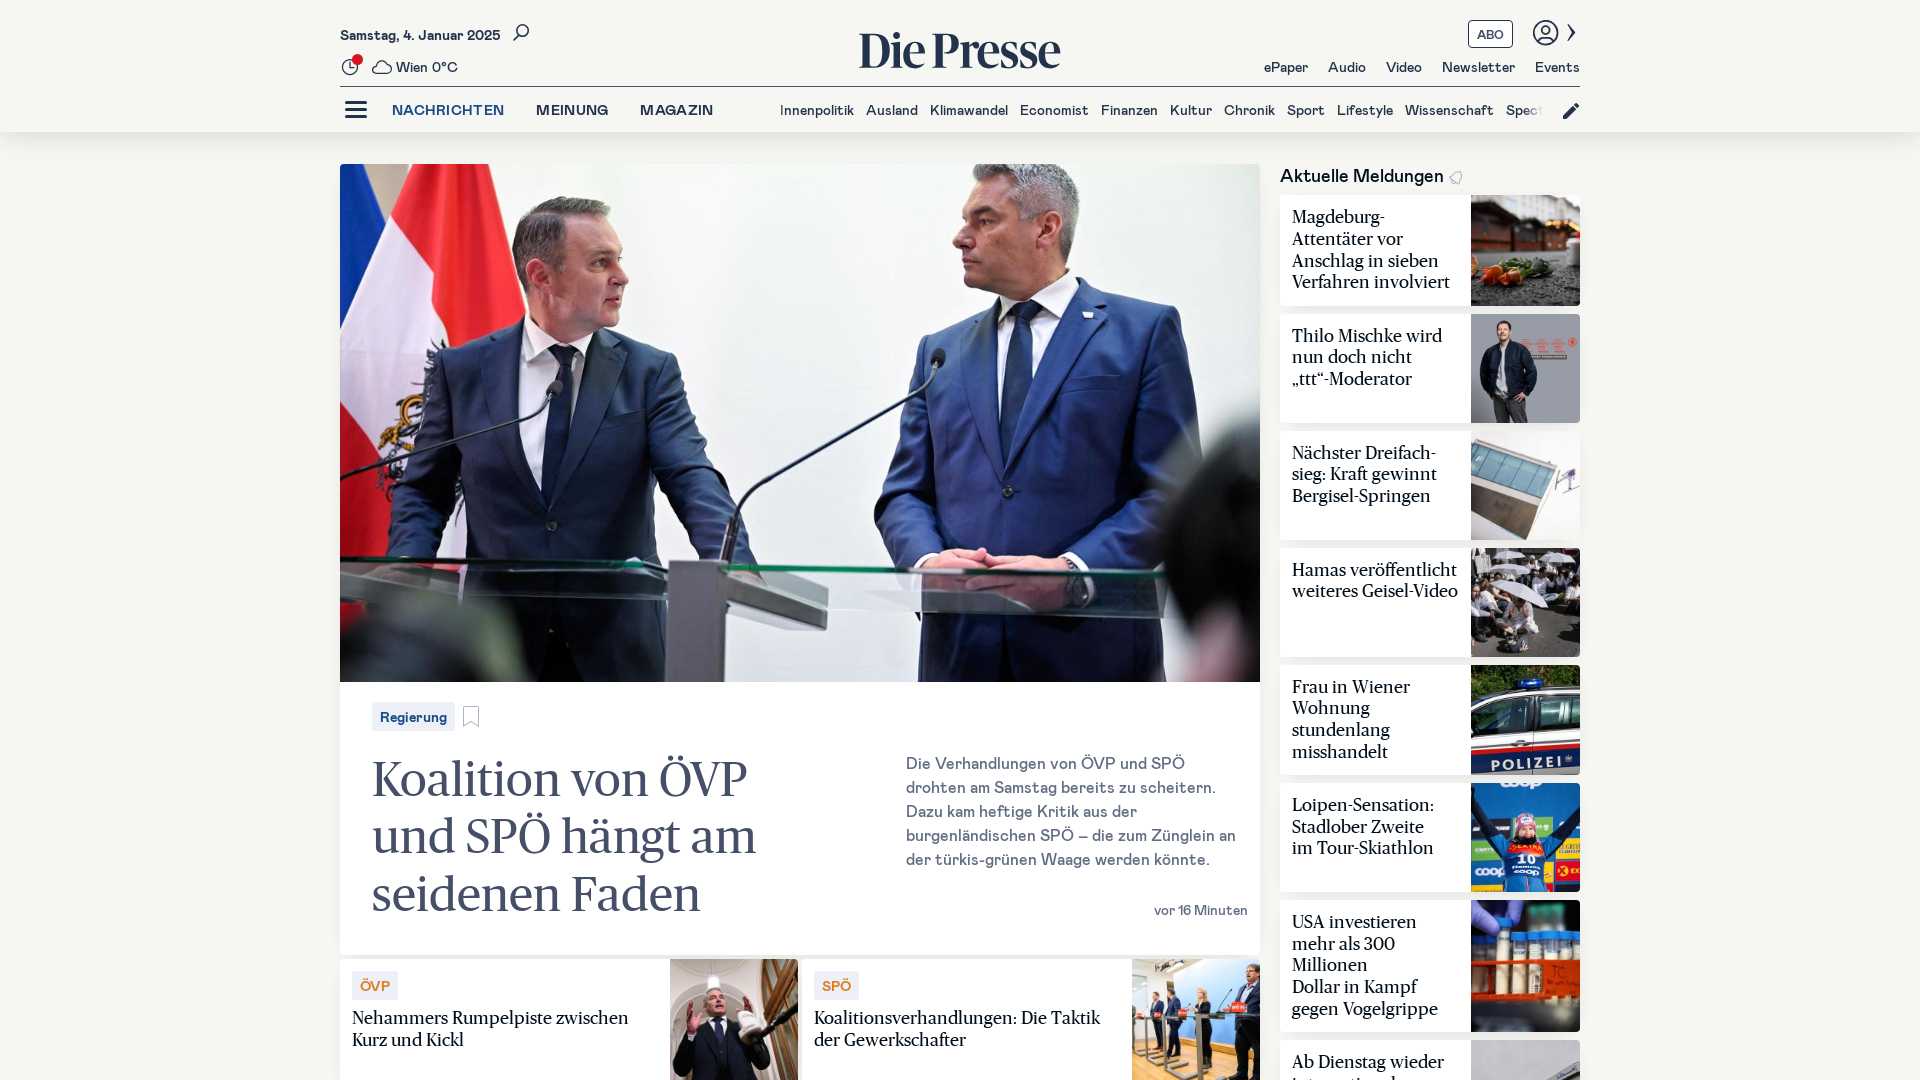 Samstag, 4. Januar 2025
Wien 0°C
Die Presse
ABO
ePaper Audio Video Newsletter Events
NACHRICHTEN MEINUNG MAGAZIN
Innenpolitik Ausland Klimawandel Economist Finanzen Kultur Chronik Sport Lifestyle Wissenschaft Spect
Regierung
Koalition von ÖVP
und SPÖ hängt am
seidenen Faden
Die Verhandlungen von ÖVP und SPÖ
drohten am Samstag bereits zu scheitern.
Dazu kam heftige Kritik aus der
burgenländischen SPÖ – die zum Zünglein an
der türkis-grünen Waage werden könnte.
vor 16 Minuten
ÖVP
Nehammers Rumpelpiste zwischen
Kurz und Kickl
SPÖ
Koalitionsverhandlungen: Die Taktik
der Gewerkschafter
Aktuelle Meldungen
Magdeburg-
Attentäter vor
Anschlag in sieben
Verfahren involviert
Thilo Mischke wird
nun doch nicht
„ttt“-Moderator
Nächster Dreifach-
sieg: Kraft gewinnt
Bergisel-Springen
Hamas veröffentlicht
weiteres Geisel-Video
Frau in Wiener
Wohnung
stundenlang
misshandelt
POLIZEI
Loipen-Sensation:
Stadlober Zweite
im Tour-Skiathlon
coop
10
coop
coop
USA investieren
mehr als 300
Millionen
Dollar in Kampf
gegen Vogelgrippe
Ab Dienstag wieder